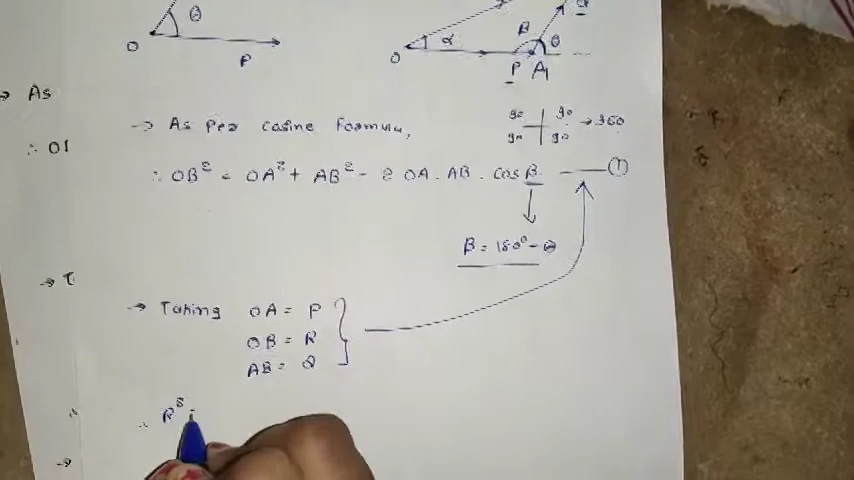 θ
O
P
O
α
P
A
B
θ
Q
→ As
→ As Per cosine Formula,
90 90 → 360
90 90
∴ O1
∴ OB² = OA² + AB² - 2 OA . AB . cos β — ①
β = 180° - θ
→ T
→ Taking OA = P
OB = R
AB = Q
∴ R² =